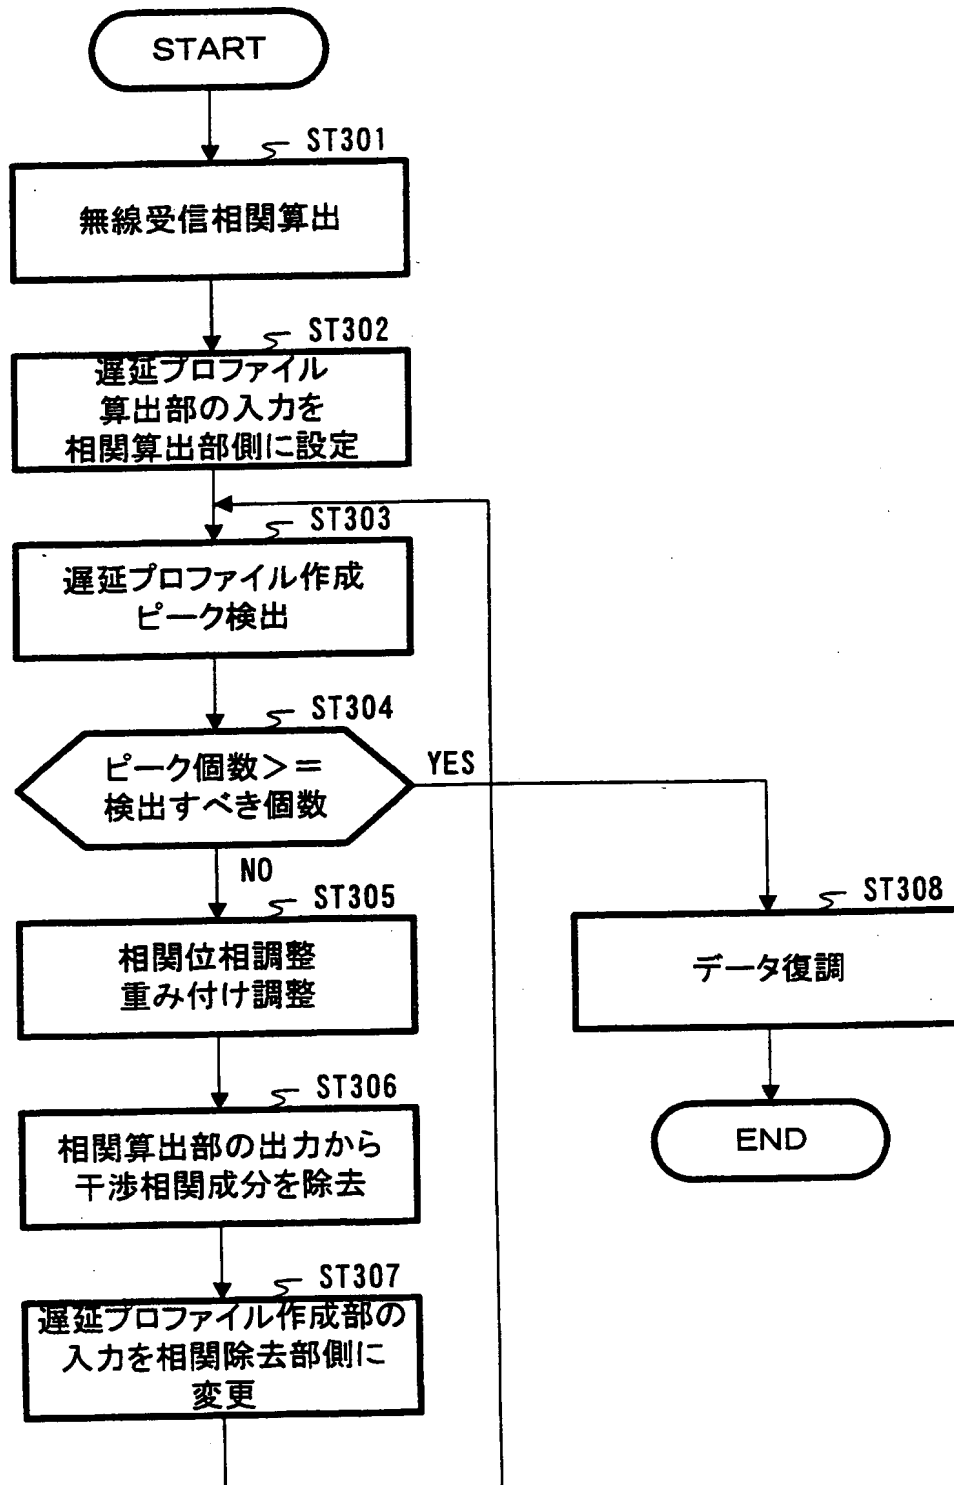 START
ST301
無線受信相関算出
ST302
遅延プロファイル
算出部の入力を
相関算出部側に設定
ST303
遅延プロファイル作成
ピーク検出
ST304
ピーク個数>=
検出すべき個数
YES
NO
ST305
相関位相調整
重み付け調整
ST308
データ復調
ST306
相関算出部の出力から
干渉相関成分を除去
END
ST307
遅延プロファイル作成部の
入力を相関除去部側に
変更